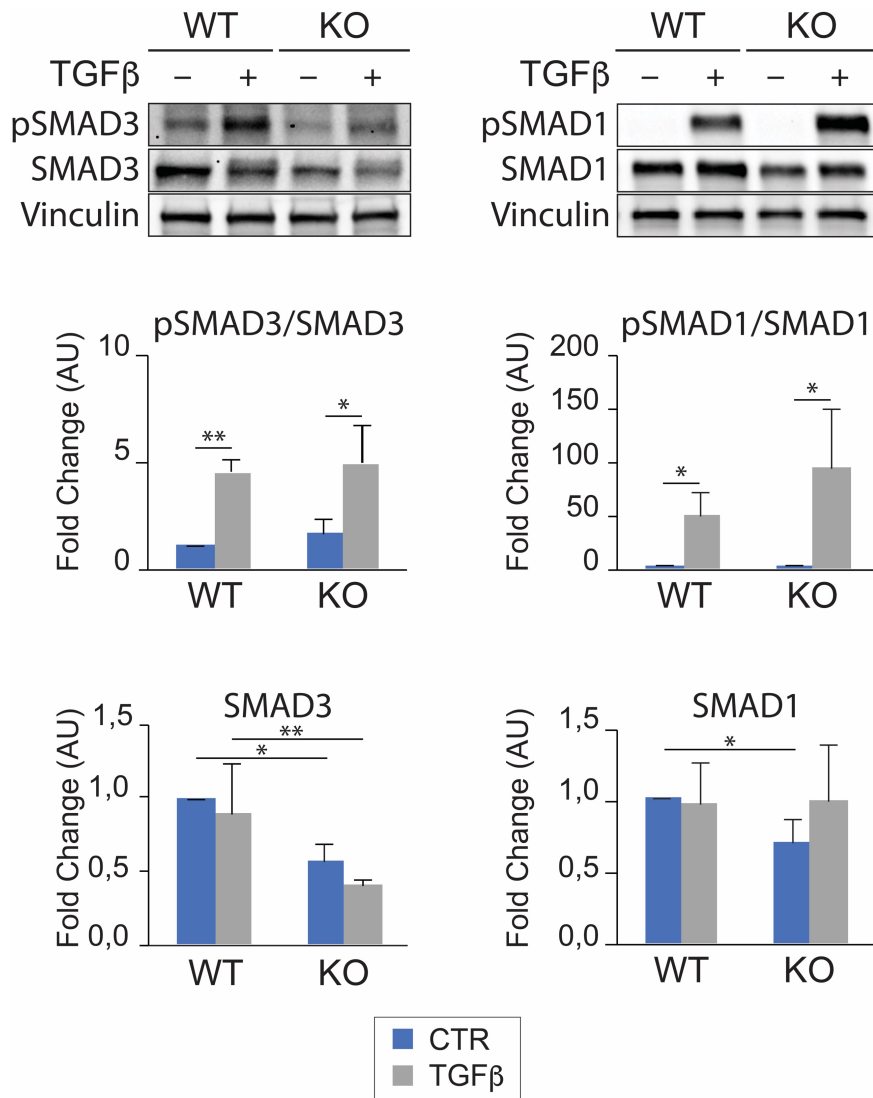 WT KO
TGFβ – + – +
pSMAD3
SMAD3
Vinculin
WT KO
TGFβ – + – +
pSMAD1
SMAD1
Vinculin
pSMAD3/SMAD3
Fold Change (AU)
10
5
0
**
*
WT KO
pSMAD1/SMAD1
Fold Change (AU)
200
150
100
50
0
*
*
WT KO
SMAD3
Fold Change (AU)
1,5
1,0
0,5
0,0
**
*
WT KO
SMAD1
Fold Change (AU)
1,5
1,0
0,5
0,0
*
WT KO
CTR
TGFβ